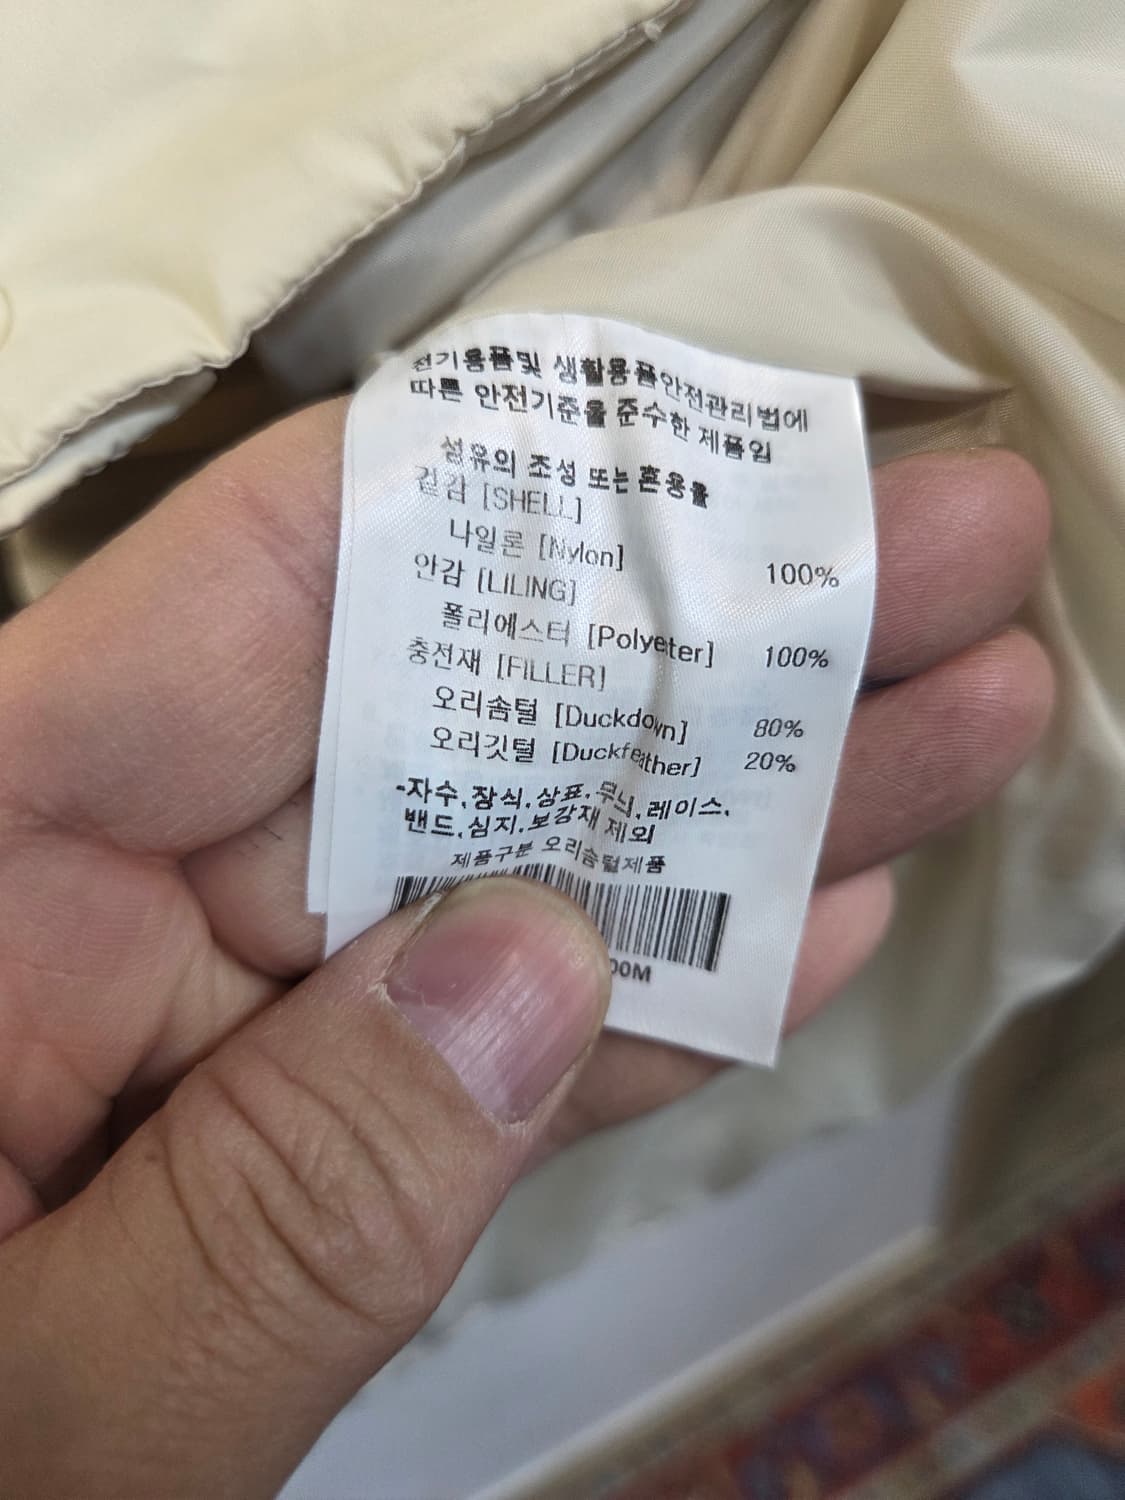 전기용품및 생활용품안전관리법에
따른 안전기준을 준수한 제품임
섬유의 조성 또는 혼용율
겉감 [SHELL]
나일론 [Nylon] 100%
안감 [LILING]
폴리에스터 [Polyeter] 100%
충전재 [FILLER]
오리솜털 [Duckdown] 80%
오리깃털 [Duckfeather] 20%
-자수,장식,상표,무늬,레이스,
밴드,심지,보강재 제외
제품구분 오리솜털제품
00M